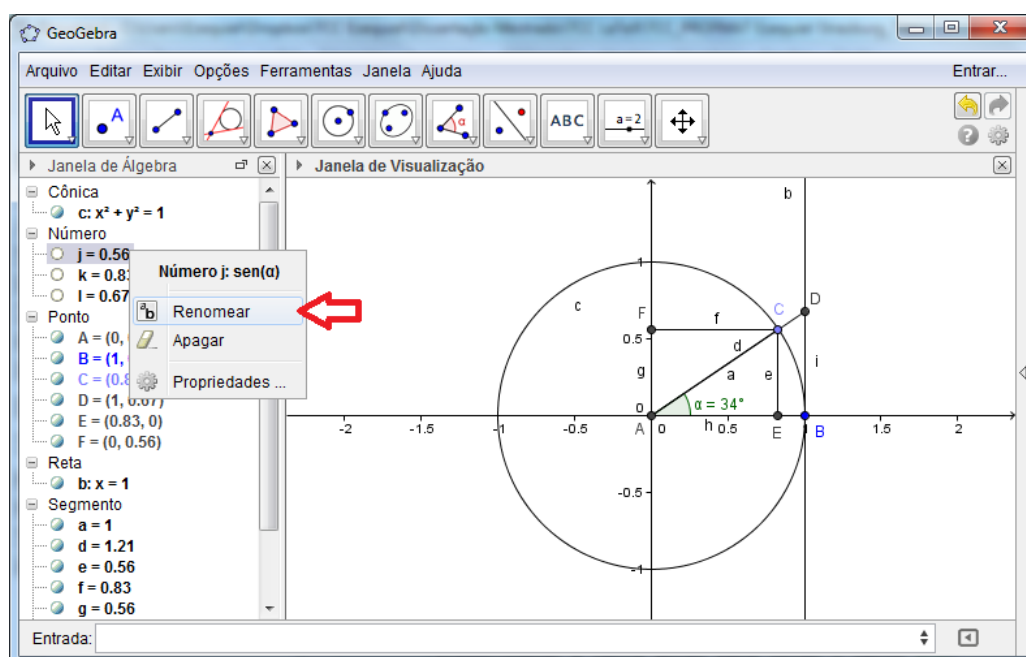 GeoGebra
Arquivo Editar Exibir Opções Ferramentas Janela Ajuda
Entrar...
A
α
ABC
a=2
Janela de Álgebra
Janela de Visualização
Cônica
c: x² + y² = 1
Número
j = 0.56
k = 0.83
l = 0.67
Ponto
A = (0,
B = (1,
C = (0.8
D = (1, 0.67)
E = (0.83, 0)
F = (0, 0.56)
Reta
b: x = 1
Segmento
a = 1
d = 1.21
e = 0.56
f = 0.83
g = 0.56
Número j: sen(α)
ab
Renomear
Apagar
Propriedades ...
b
1
c
F
f
C
D
0.5
d
g
a
e
i
0
α = 34°
-2
-1.5
-1
-0.5
A
0
h
0.5
E
1
B
1.5
2
-0.5
-1
Entrada: